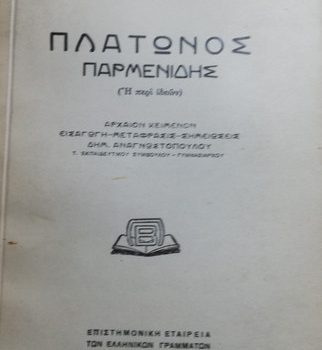 ΠΛΑΤΩΝΟΣ
ΠΑΡΜΕΝΙΔΗΣ
(Ἢ περὶ ἰδεῶν)
ΑΡΧΑΙΟΝ ΚΕΙΜΕΝΟΝ
ΕΙΣΑΓΩΓΗ-ΜΕΤΑΦΡΑΣΙΣ-ΣΗΜΕΙΩΣΕΙΣ
ΔΗΜ. ΑΝΑΓΝΩΣΤΟΠΟΥΛΟΥ
Τ. ΕΚΠΑΙΔΕΥΤΙΚΟΥ ΣΥΜΒΟΥΛΟΥ - ΓΥΜΝΑΣΙΑΡΧΟΥ
ΕΠΙΣΤΗΜΟΝΙΚΗ ΕΤΑΙΡΕΙΑ
ΤΩΝ ΕΛΛΗΝΙΚΩΝ ΓΡΑΜΜΑΤΩΝ